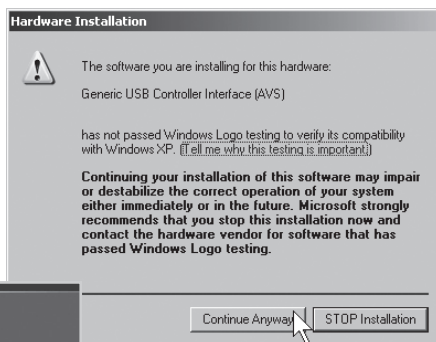 Hardware Installation
The software you are installing for this hardware:
Generic USB Controller Interface (AVS)
has not passed Windows Logo testing to verify its compatibility
with Windows XP. (Tell me why this testing is important.)
Continuing your installation of this software may impair
or destabilize the correct operation of your system
either immediately or in the future. Microsoft strongly
recommends that you stop this installation now and
contact the hardware vendor for software that has
passed Windows Logo testing.
Continue Anyway
STOP Installation